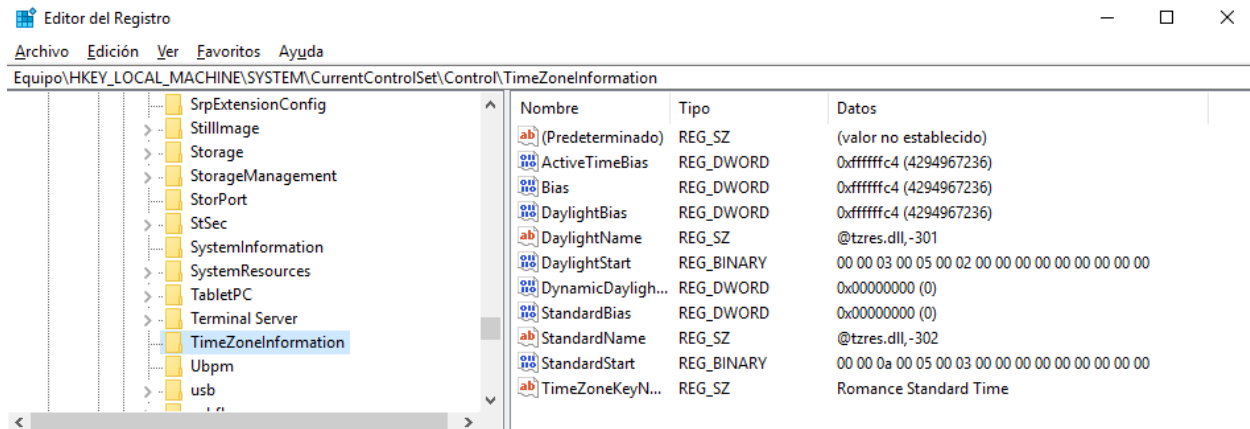 Editor del Registro
Archivo Edición Ver Favoritos Ayuda
Equipo\HKEY_LOCAL_MACHINE\SYSTEM\CurrentControlSet\Control\TimeZoneInformation
SrpExtensionConfig
StillImage
Storage
StorageManagement
StorPort
StSec
SystemInformation
SystemResources
TabletPC
Terminal Server
TimeZoneInformation
Ubpm
usb
Nombre Tipo Datos
(Predeterminado) REG_SZ (valor no establecido)
ActiveTimeBias REG_DWORD 0xffffffc4 (4294967236)
Bias REG_DWORD 0xffffffc4 (4294967236)
DaylightBias REG_DWORD 0xffffffc4 (4294967236)
DaylightName REG_SZ @tzres.dll,-301
DaylightStart REG_BINARY 00 00 03 00 05 00 02 00 00 00 00 00 00 00 00 00
DynamicDayligh... REG_DWORD 0x00000000 (0)
StandardBias REG_DWORD 0x00000000 (0)
StandardName REG_SZ @tzres.dll,-302
StandardStart REG_BINARY 00 00 0a 00 05 00 03 00 00 00 00 00 00 00 00 00
TimeZoneKeyN... REG_SZ Romance Standard Time